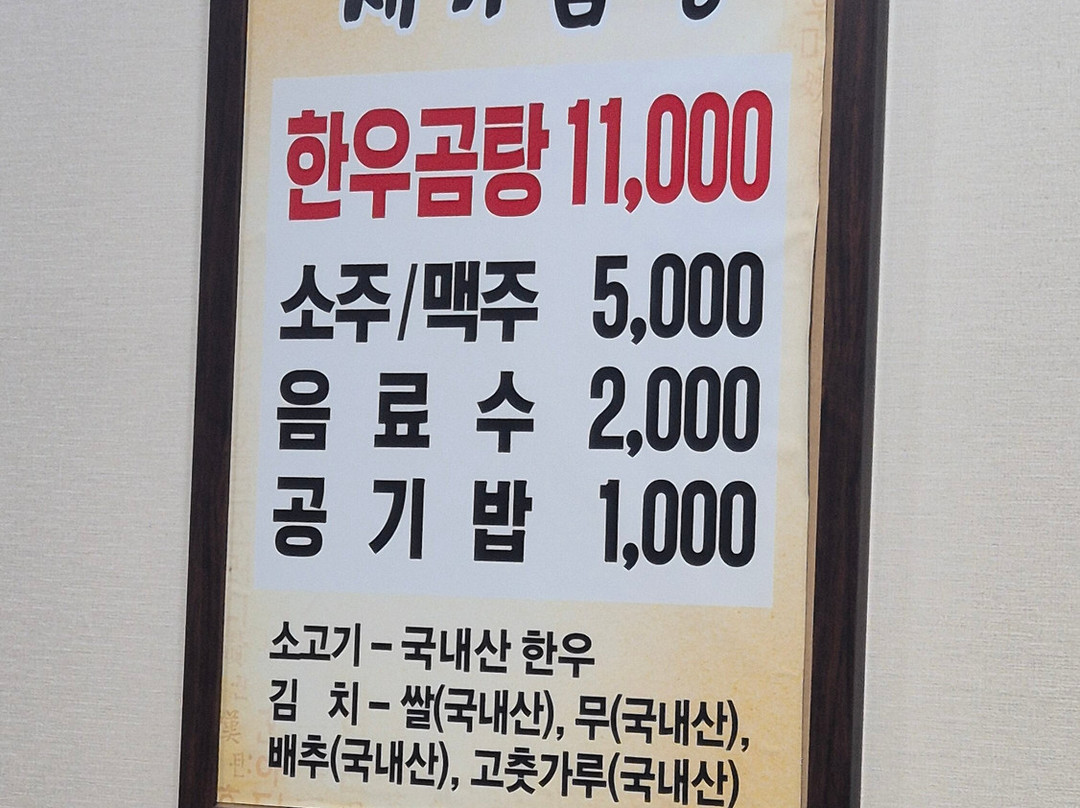 한우곰탕 11,000
소주/맥주 5,000
음료수 2,000
공기밥 1,000
소고기 - 국내산 한우
김치 - 쌀(국내산), 무(국내산),
배추(국내산), 고춧가루(국내산)